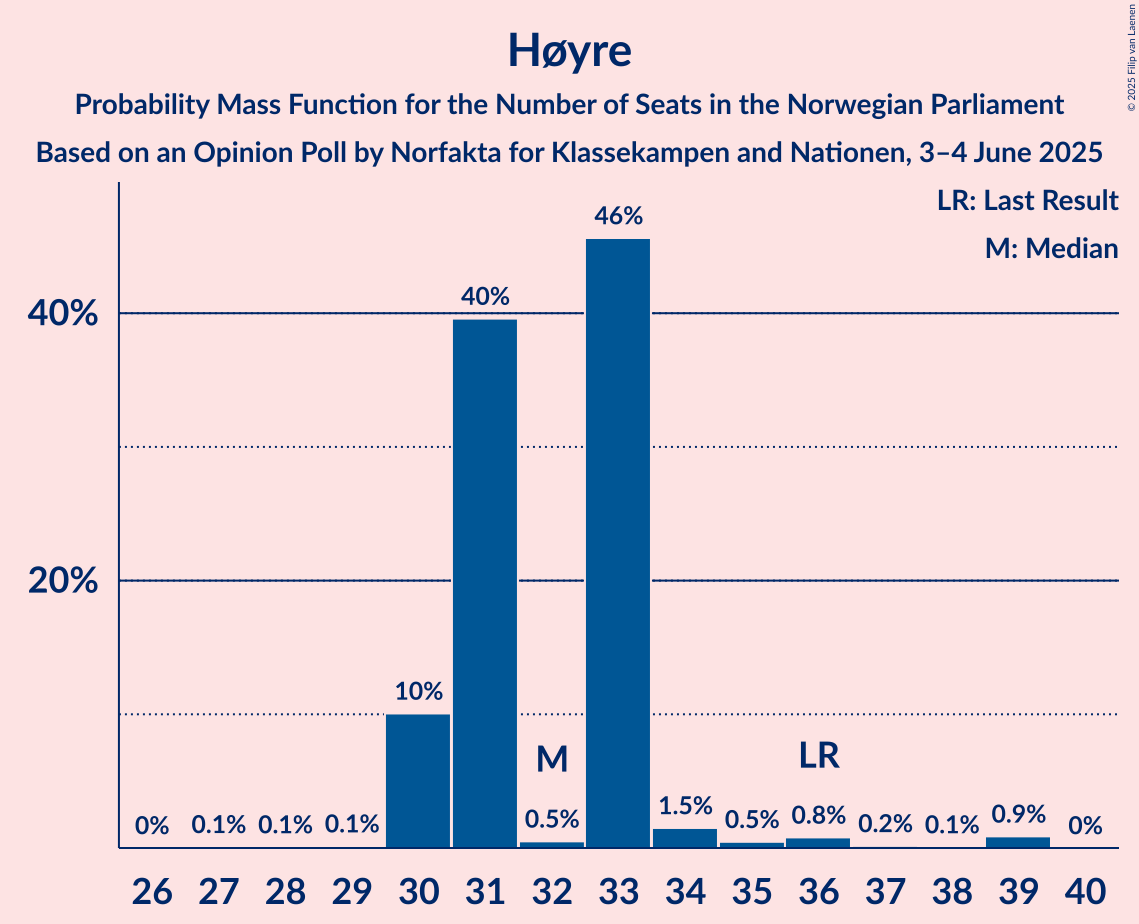 Høyre
Probability Mass Function for the Number of Seats in the Norwegian Parliament
Based on an Opinion Poll by Norfakta for Klassekampen and Nationen, 3–4 June 2025
© 2025 Filip van Laenen
LR: Last Result
M: Median
46%
40%
40%
20%
10%
M
LR
0%
0.1%
0.1%
0.1%
0.5%
1.5%
0.5%
0.8%
0.2%
0.1%
0.9%
0%
26 27 28 29 30 31 32 33 34 35 36 37 38 39 40